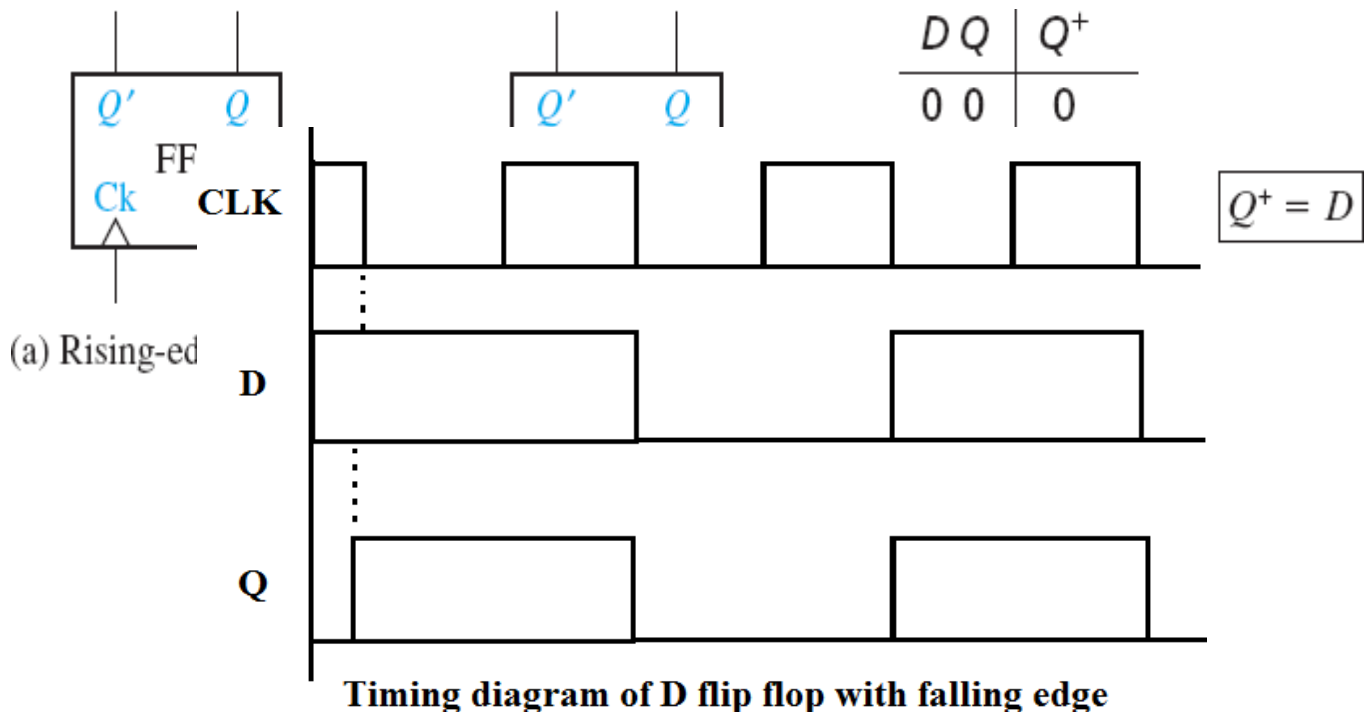 D Q Q⁺
Q′ Q Q′ Q 0 0 0
FF
Ck CLK Q⁺ = D
(a) Rising-ed
D
Q
Timing diagram of D flip flop with falling edge